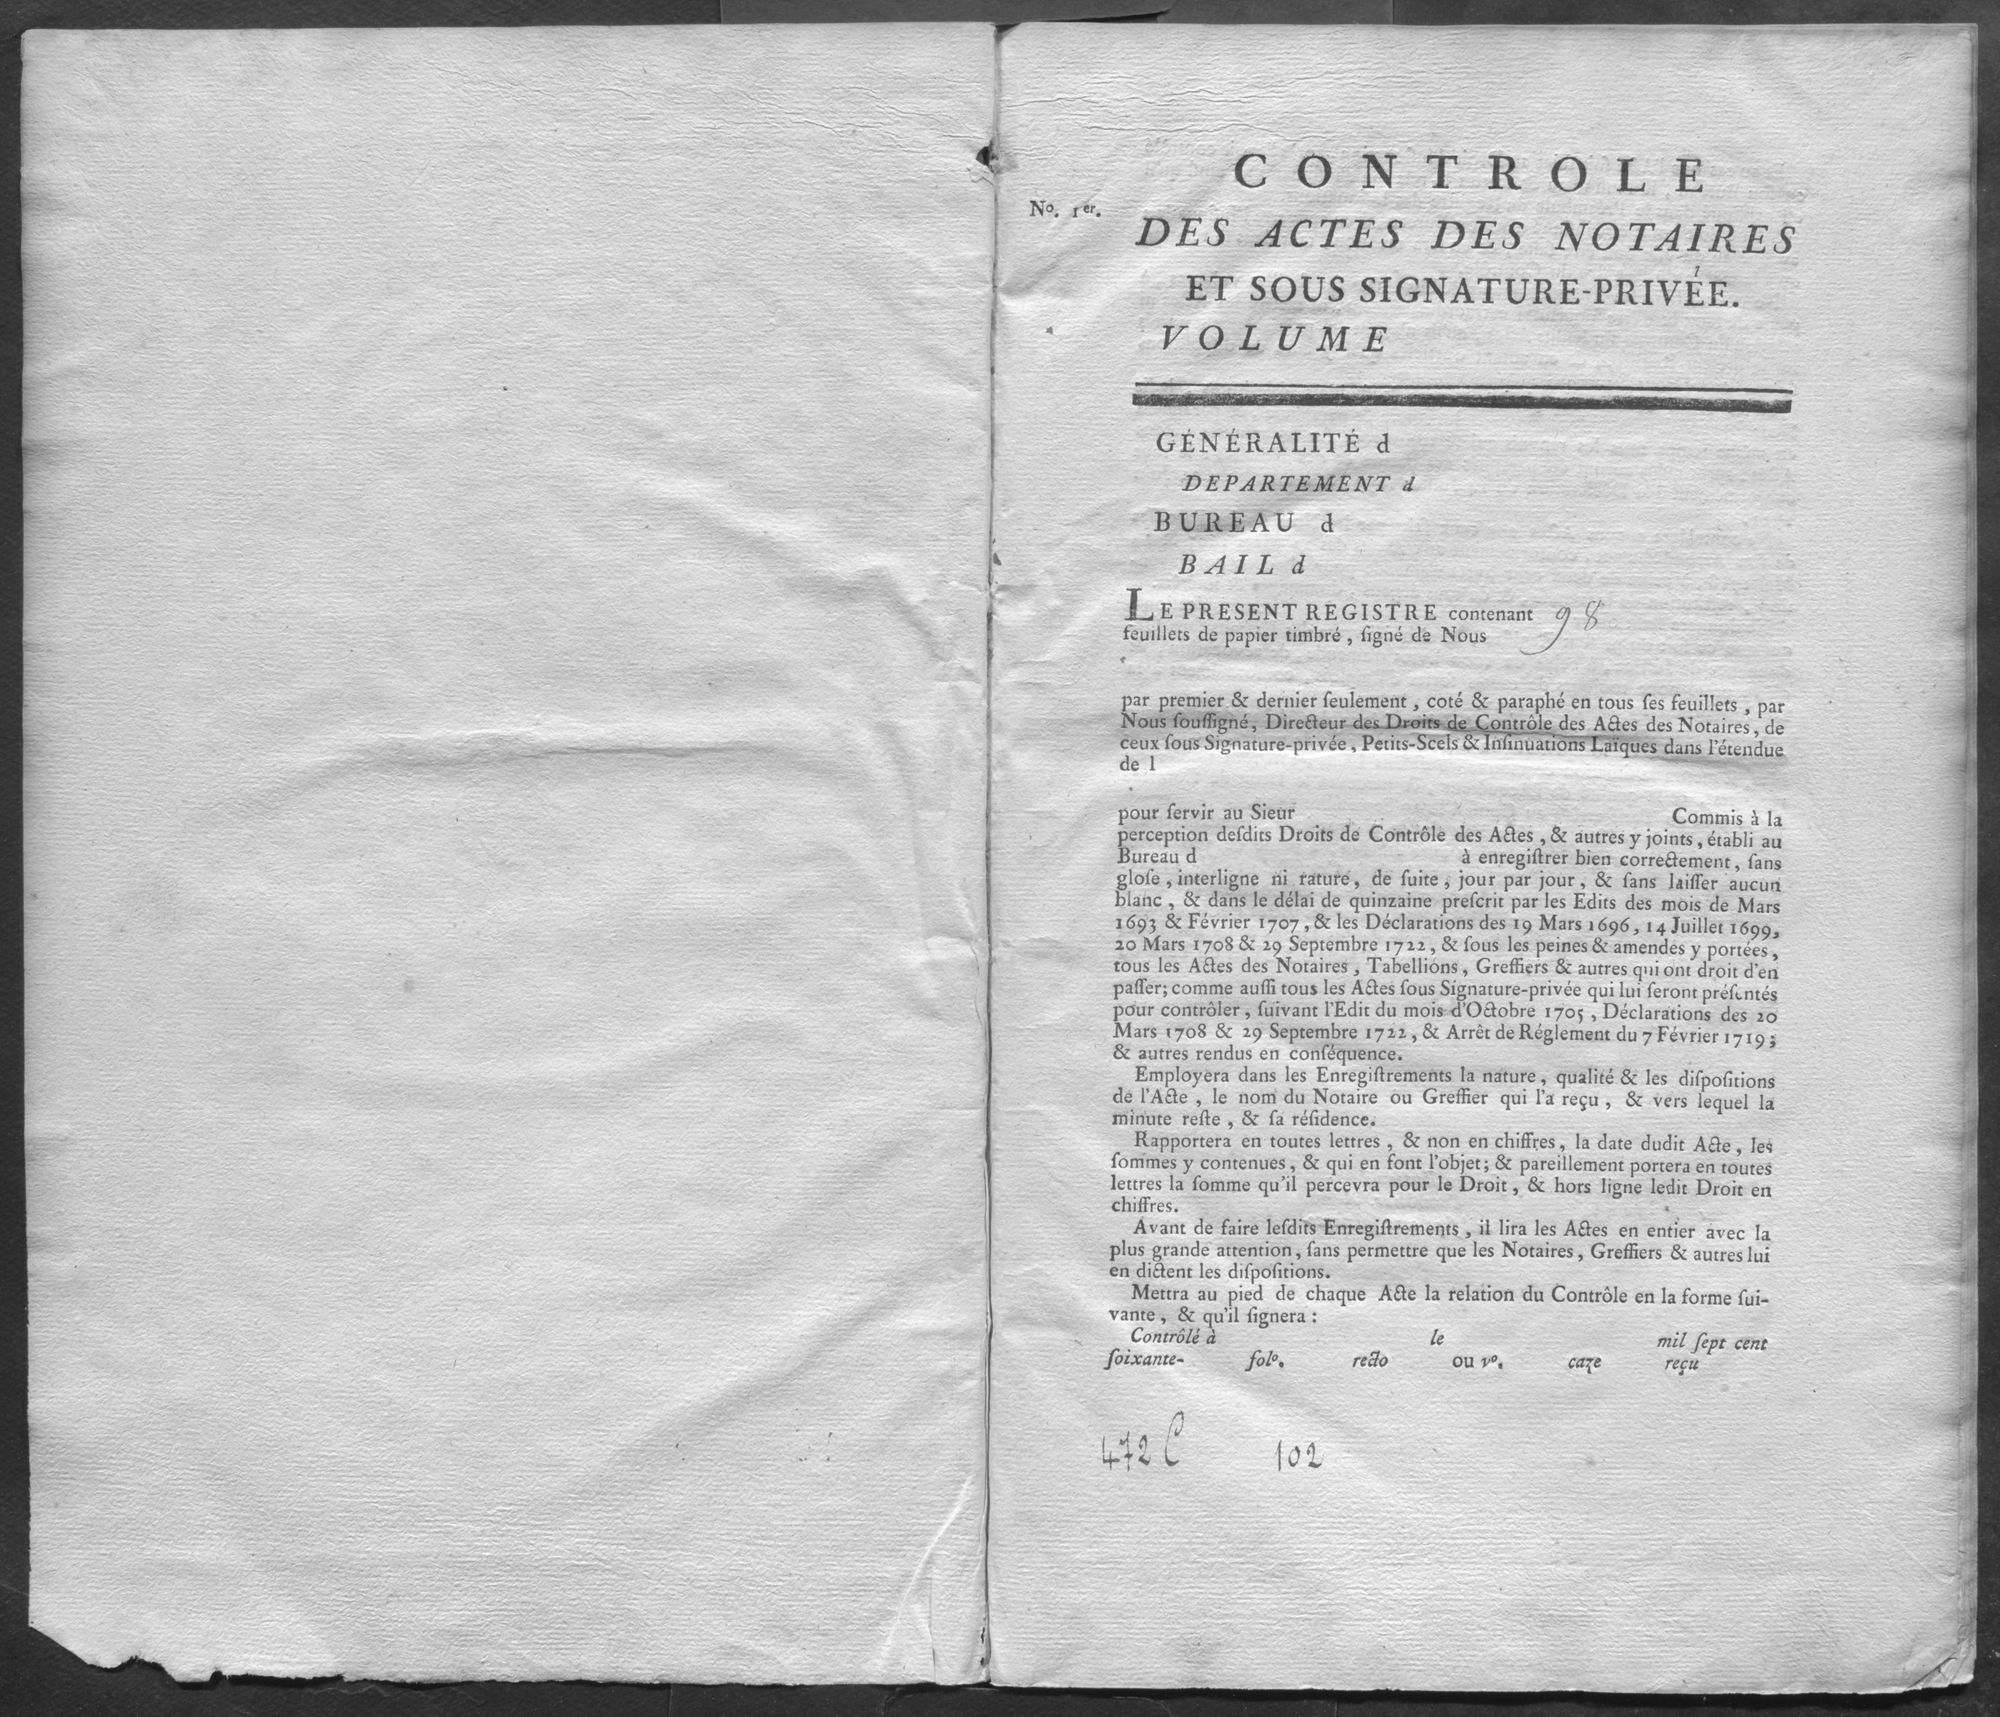 CONTROLE
No. 1er.
DES ACTES DES NOTAIRES
ET SOUS SIGNATURE-PRIVÉE.
VOLUME
GÉNÉRALITÉ d
DEPARTEMENT d
BUREAU d
BAIL d
LE PRESENT REGISTRE contenant 98
feuillets de papier timbré, ſigné de Nous
par premier & dernier ſeulement, coté & paraphé en tous ſes feuillets, par
Nous ſouſſigné, Directeur des Droits de Contrôle des Actes des Notaires, de
ceux ſous Signature-privée, Petits-Scels & Inſinuations Laïques dans l'étendue
de l
pour ſervir au Sieur Commis à la
perception deſdits Droits de Contrôle des Actes, & autres y joints, établi au
Bureau d à enregiſtrer bien correctement, ſans
gloſe, interligne ni rature, de ſuite, jour par jour, & ſans laiſſer aucun
blanc, & dans le délai de quinzaine preſcrit par les Edits des mois de Mars
1693 & Février 1707, & les Déclarations des 19 Mars 1696, 14 Juillet 1699,
20 Mars 1708 & 29 Septembre 1722, & ſous les peines & amendes y portées,
tous les Actes des Notaires, Tabellions, Greffiers & autres qui ont droit d'en
paſſer; comme auſſi tous les Actes ſous Signature-privée qui lui ſeront préſentés
pour contrôler, ſuivant l'Edit du mois d'Octobre 1705, Déclarations des 20
Mars 1708 & 29 Septembre 1722, & Arrêt de Réglement du 7 Février 1719;
& autres rendus en conſéquence.
Employera dans les Enregiſtrements la nature, qualité & les diſpoſitions
de l'Acte, le nom du Notaire ou Greffier qui l'a reçu, & vers lequel la
minute reſte, & ſa réſidence.
Rapportera en toutes lettres, & non en chiffres, la date dudit Acte, les
ſommes y contenues, & qui en font l'objet; & pareillement portera en toutes
lettres la ſomme qu'il percevra pour le Droit, & hors ligne ledit Droit en
chiffres.
Avant de faire leſdits Enregiſtrements, il lira les Actes en entier avec la
plus grande attention, ſans permettre que les Notaires, Greffiers & autres lui
en dictent les diſpoſitions.
Mettra au pied de chaque Acte la relation du Contrôle en la forme ſui-
vante, & qu'il ſignera :
Contrôlé à le mil ſept cent
ſoixante- folo. recto ou vo. caze reçu
472 C 102